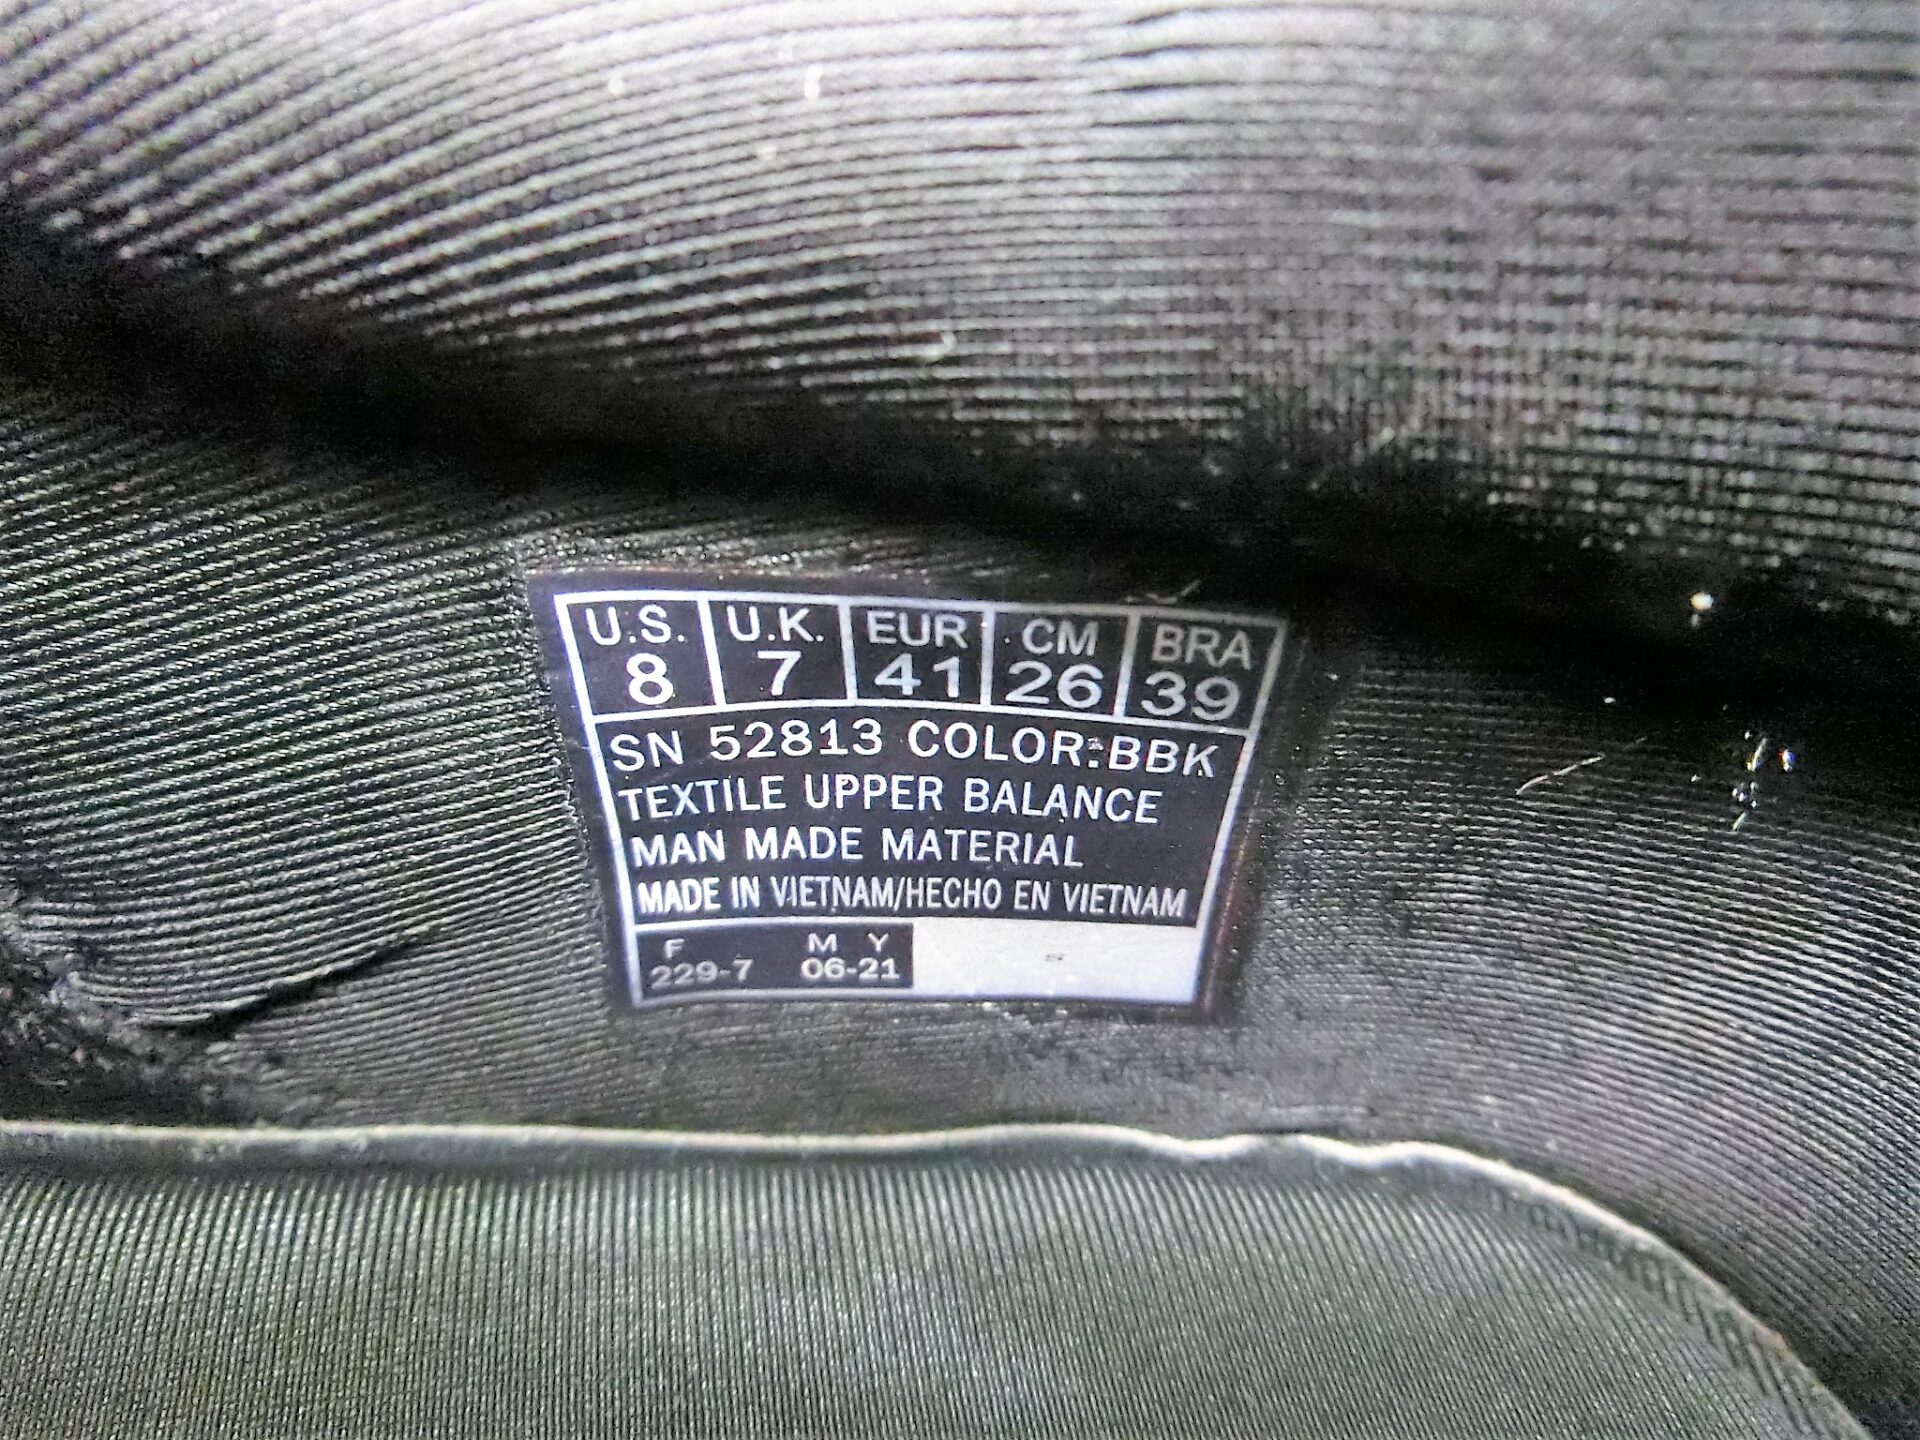 U.S. U.K. EUR CM BRA
8 7 41 26 39
SN 52813 COLOR:BBK
TEXTILE UPPER BALANCE
MAN MADE MATERIAL
MADE IN VIETNAM/HECHO EN VIETNAM
F M Y
229-7 06-21